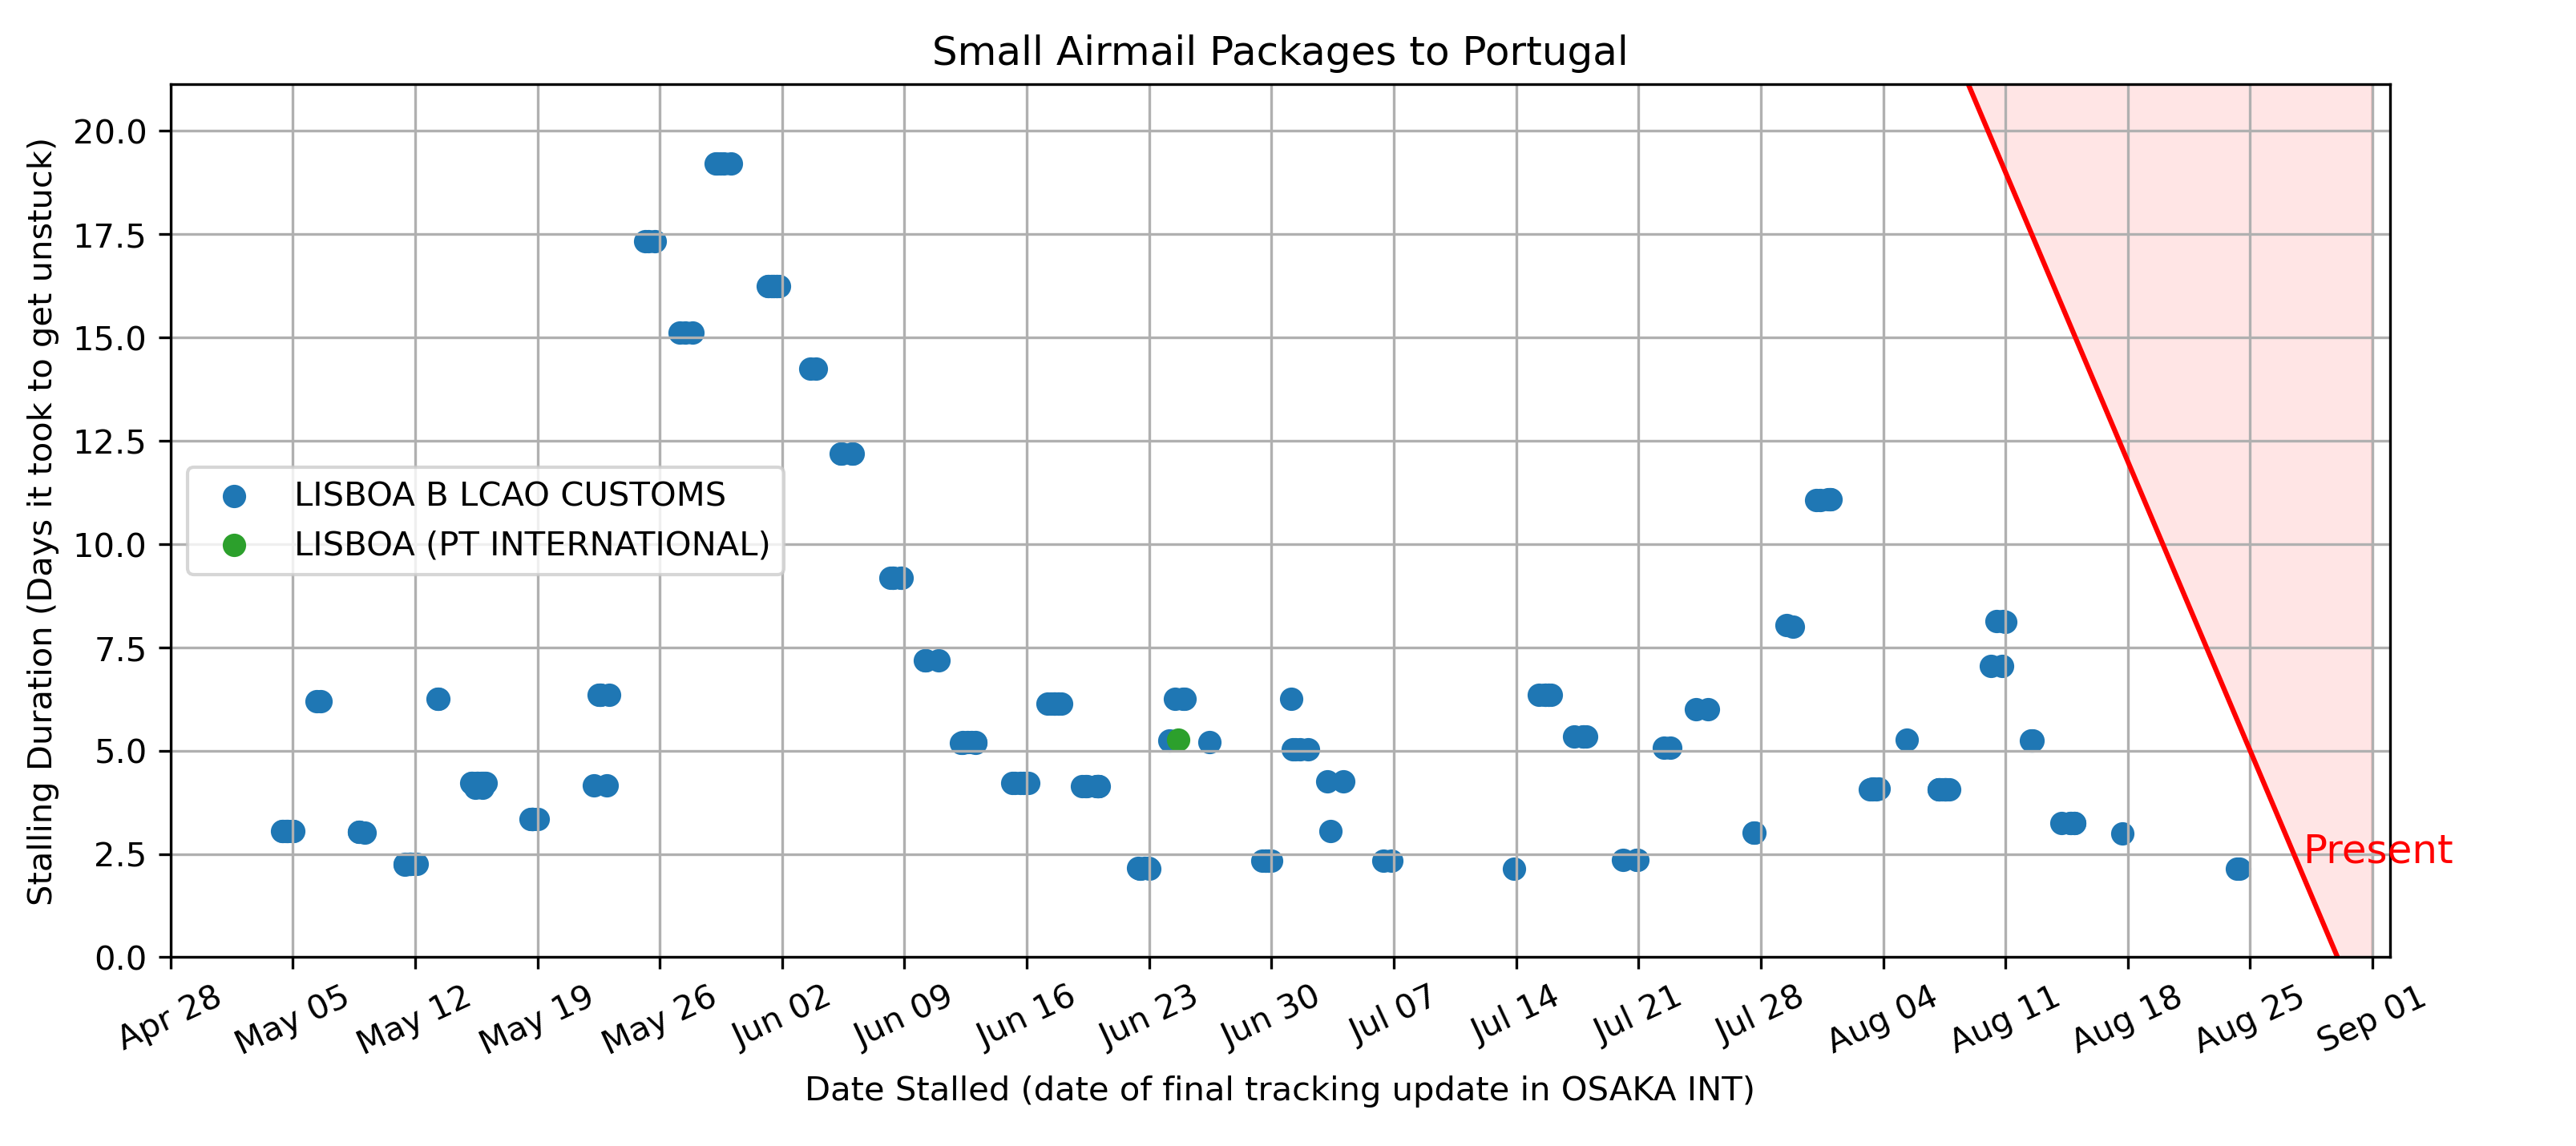 Small Airmail Packages to Portugal
Stalling Duration (Days it took to get unstuck)
20.0
17.5
15.0
12.5
10.0
7.5
5.0
2.5
0.0
LISBOA B LCAO CUSTOMS
LISBOA (PT INTERNATIONAL)
Present
Apr 28 May 05 May 12 May 19 May 26 Jun 02 Jun 09 Jun 16 Jun 23 Jun 30 Jul 07 Jul 14 Jul 21 Jul 28 Aug 04 Aug 11 Aug 18 Aug 25 Sep 01
Date Stalled (date of final tracking update in OSAKA INT)